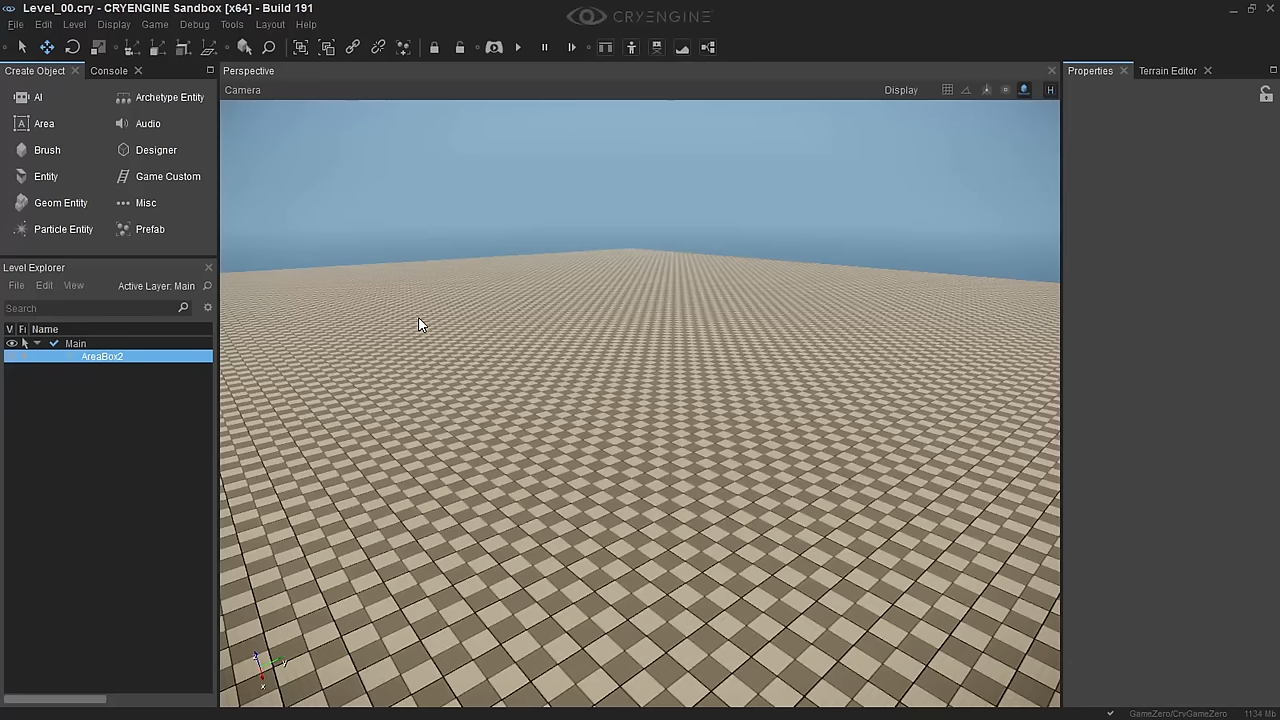 Level_00.cry - CRYENGINE Sandbox [x64] - Build 191
CRYENGINE
File Edit Level Display Game Debug Tools Layout Help
Create Object Console
Perspective
Properties Terrain Editor
Camera Display H
AI Archetype Entity
Area Audio
Brush Designer
Entity Game Custom
Geom Entity Misc
Particle Entity Prefab
Level Explorer
File Edit View Active Layer: Main
Search
V Name
Main
AreaBox2
z y
x
GameZero/CryGameZero 1134 Mb